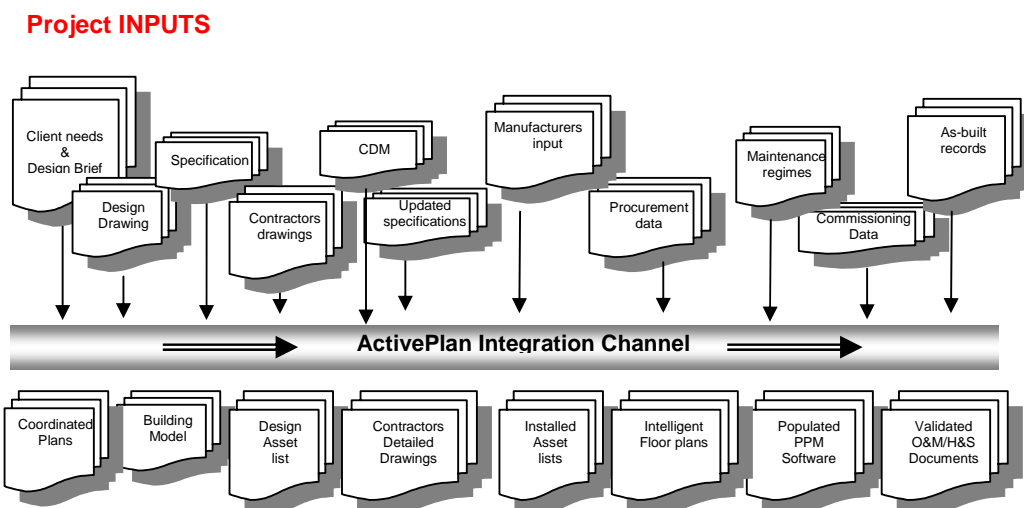 Project INPUTS
Client needs
&
Design Brief
Design
Drawing
Specification
Contractors
drawings
CDM
Updated
specifications
Manufacturers
input
Procurement
data
Maintenance
regimes
Commissioning
Data
As-built
records
ActivePlan Integration Channel
Coordinated
Plans
Building
Model
Design
Asset
list
Contractors
Detailed
Drawings
Installed
Asset
lists
Intelligent
Floor plans
Populated
PPM
Software
Validated
O&M/H&S
Documents